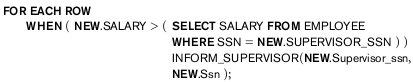 FOR EACH ROW
WHEN ( NEW.SALARY > ( SELECT SALARY FROM EMPLOYEE
WHERE SSN = NEW.SUPERVISOR_SSN ) )
INFORM_SUPERVISOR(NEW.Supervisor_ssn,
NEW.Ssn );